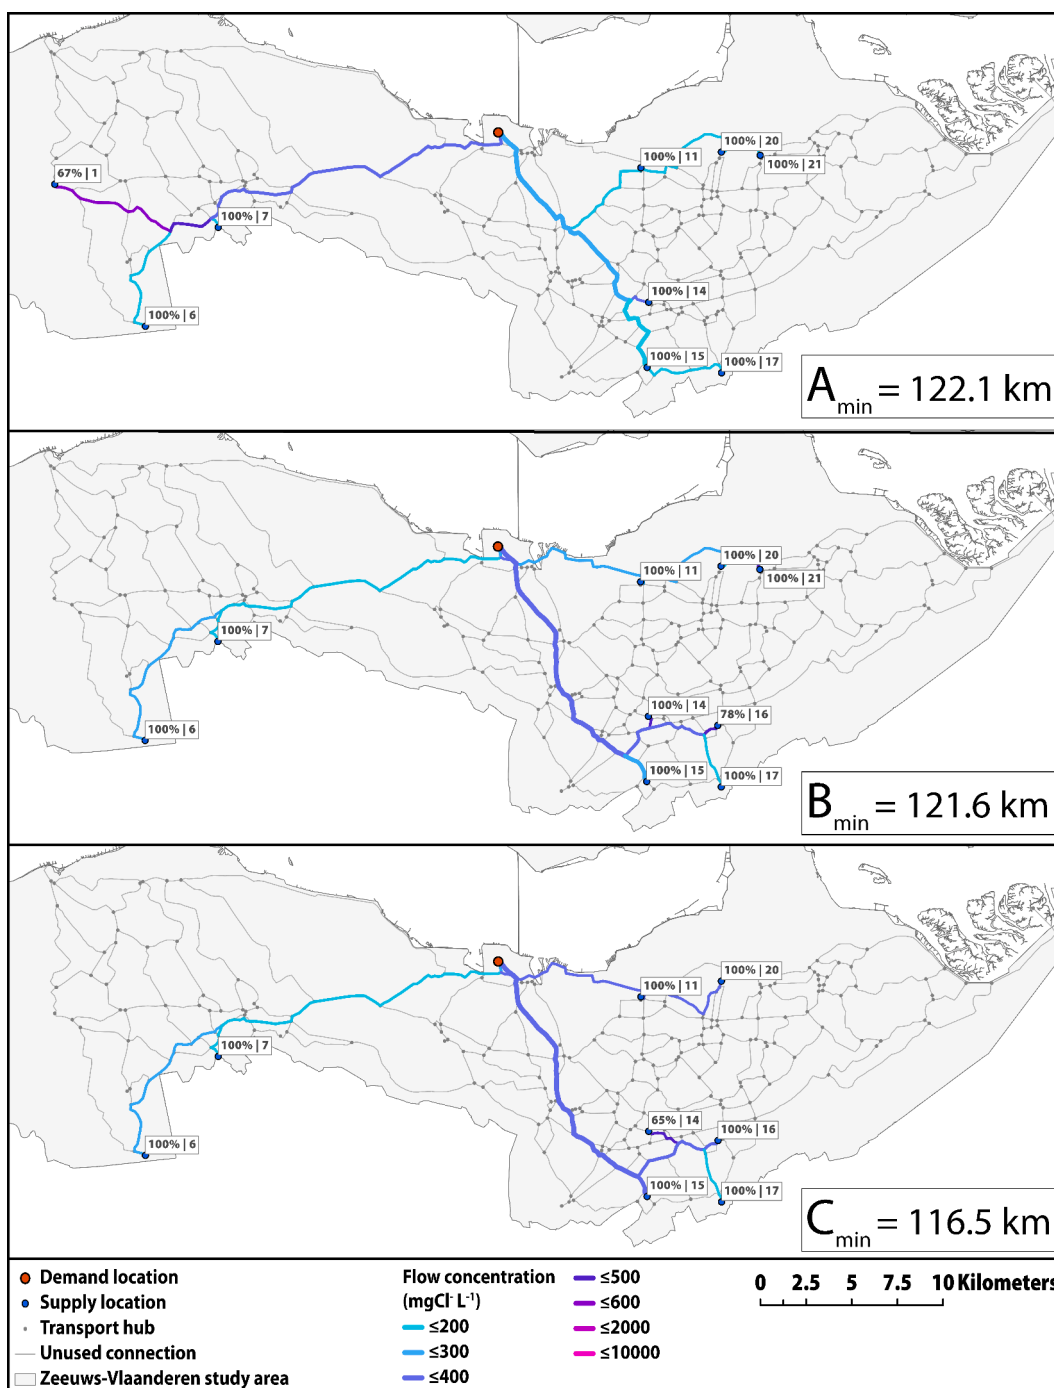 100% | 20
100% | 11
100% | 21
67% | 1
100% | 7
100% | 14
100% | 6
100% | 15
100% | 17
Amin = 122.1 km
100% | 20
100% | 11
100% | 21
100% | 7
100% | 14
78% | 16
100% | 6
100% | 15
100% | 17
Bmin = 121.6 km
100% | 20
100% | 11
100% | 7
65% | 14
100% | 16
100% | 6
100% | 15
100% | 17
Cmin = 116.5 km
Demand location
Supply location
Transport hub
Unused connection
Zeeuws-Vlaanderen study area
Flow concentration
(mgCl- L-1)
≤200
≤300
≤400
≤500
≤600
≤2000
≤10000
0 2.5 5 7.5 10 Kilometers